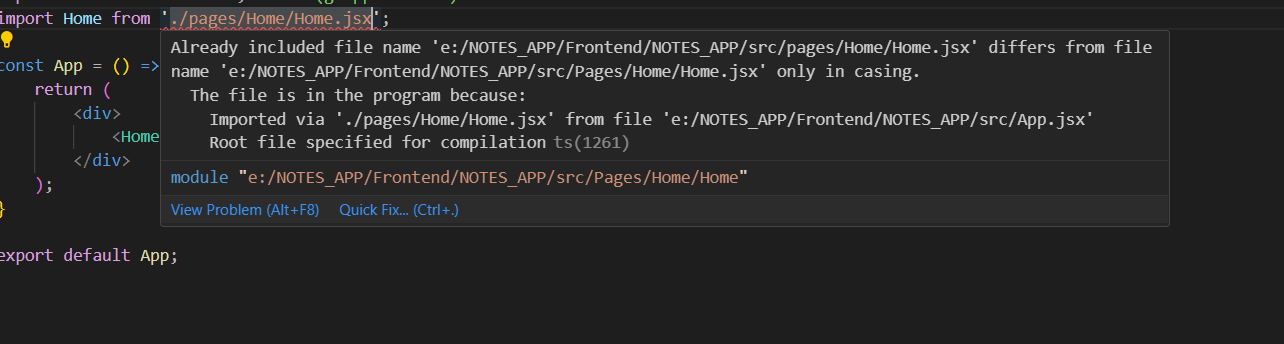 import Home from './pages/Home/Home.jsx';
Already included file name 'e:/NOTES_APP/Frontend/NOTES_APP/src/pages/Home/Home.jsx' differs from file
name 'e:/NOTES_APP/Frontend/NOTES_APP/src/Pages/Home/Home.jsx' only in casing.
The file is in the program because:
Imported via './pages/Home/Home.jsx' from file 'e:/NOTES_APP/Frontend/NOTES_APP/src/App.jsx'
Root file specified for compilation ts(1261)
module "e:/NOTES_APP/Frontend/NOTES_APP/src/Pages/Home/Home"
View Problem (Alt+F8) Quick Fix... (Ctrl+.)
const App = () =>
return (
<div>
<Home
</div>
);
}
export default App;